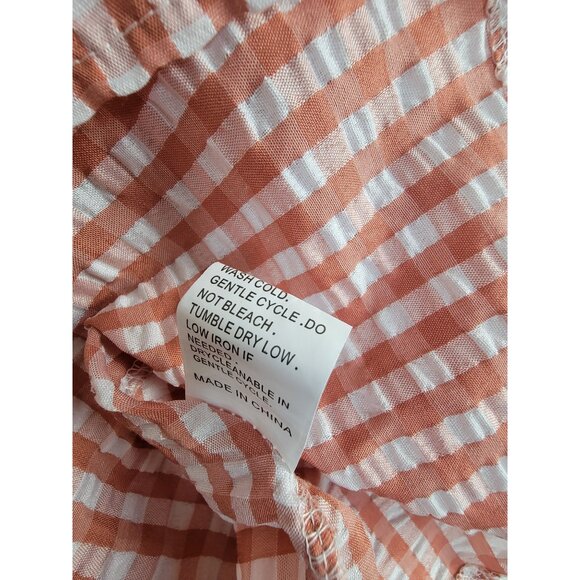 WASH COLD.
GENTLE CYCLE .DO
NOT BLEACH .
TUMBLE DRY LOW .
LOW IRON IF
NEEDED.
DRYCLEANABLE IN
GENTLE CYCLE.
MADE IN CHINA